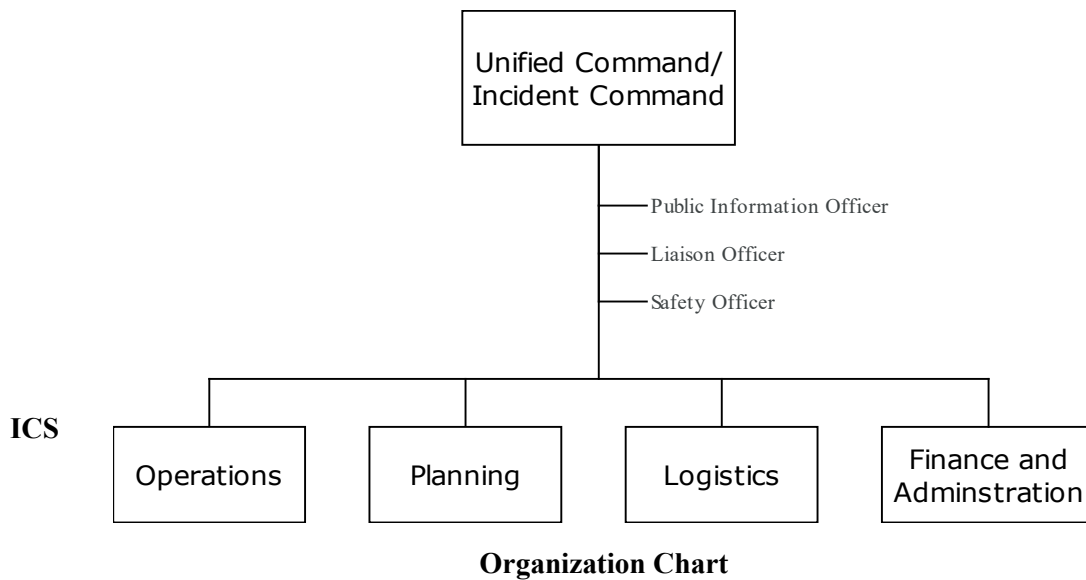 Unified Command/
Incident Command
Public Information Officer
Liaison Officer
Safety Officer
ICS
Operations
Planning
Logistics
Finance and
Adminstration
Organization Chart